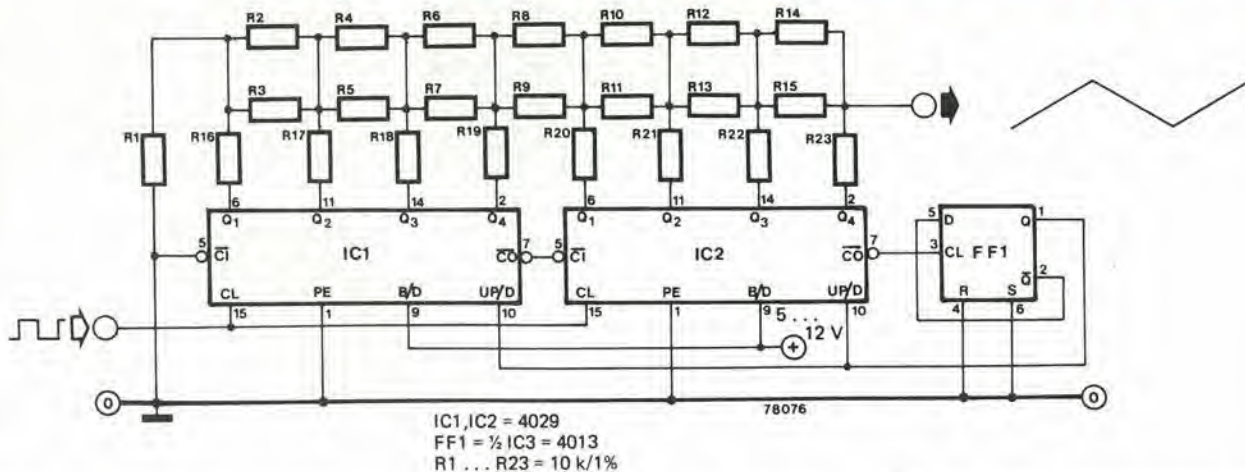 R2 R4 R6 R8 R10 R12 R14
R3 R5 R7 R9 R11 R13 R15
R1 R16 R17 R18 R19 R20 R21 R22 R23
6 11 14 2 6 11 14 2
Q1 Q2 Q3 Q4 Q1 Q2 Q3 Q4
5 D Q 1
5 CI IC1 CO 7 5 CI IC2 CO 7 3 CL FF1
Q 2
CL PE B/D UP/D CL PE B/D UP/D R S
15 1 9 10 15 1 9 10 4 6
5 ... 12 V
+
0 0
78076
IC1, IC2 = 4029
FF1 = ½ IC3 = 4013
R1 ... R23 = 10 k/1%